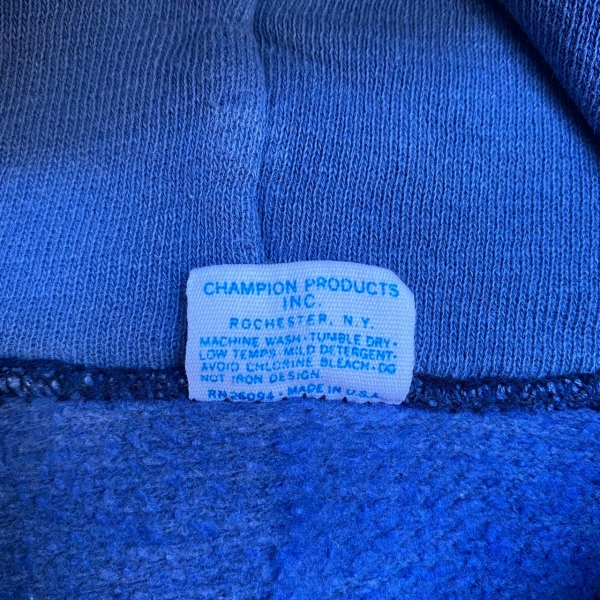 CHAMPION PRODUCTS
INC.
ROCHESTER, N.Y.
MACHINE WASH • TUMBLE DRY •
LOW TEMPS • MILD DETERGENT •
AVOID CHLORINE BLEACH • DO
NOT IRON DESIGN.
RN26094 • MADE IN U.S.A.